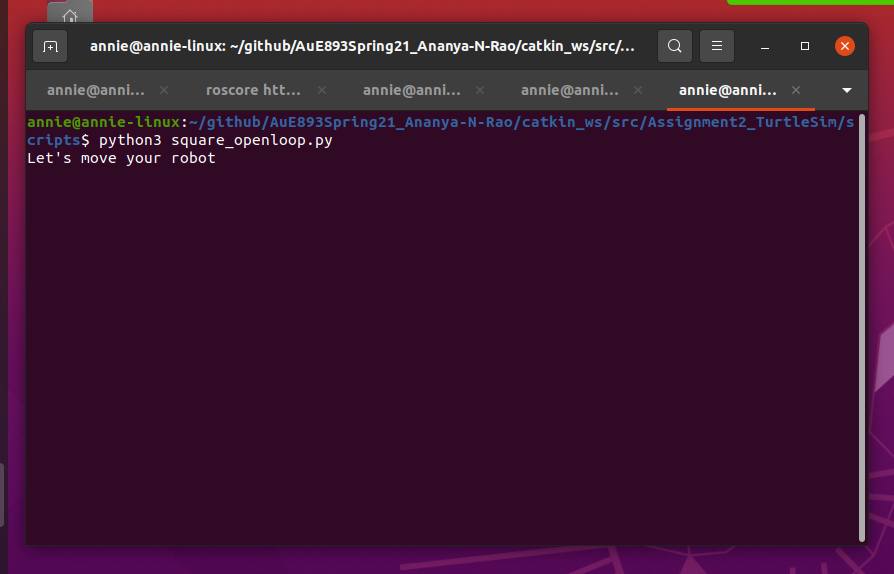 annie@annie-linux: ~/github/AuE893Spring21_Ananya-N-Rao/catkin_ws/src/...
annie@anni... roscore htt... annie@anni... annie@anni... annie@anni...
annie@annie-linux:~/github/AuE893Spring21_Ananya-N-Rao/catkin_ws/src/Assignment2_TurtleSim/s
cripts$ python3 square_openloop.py
Let's move your robot